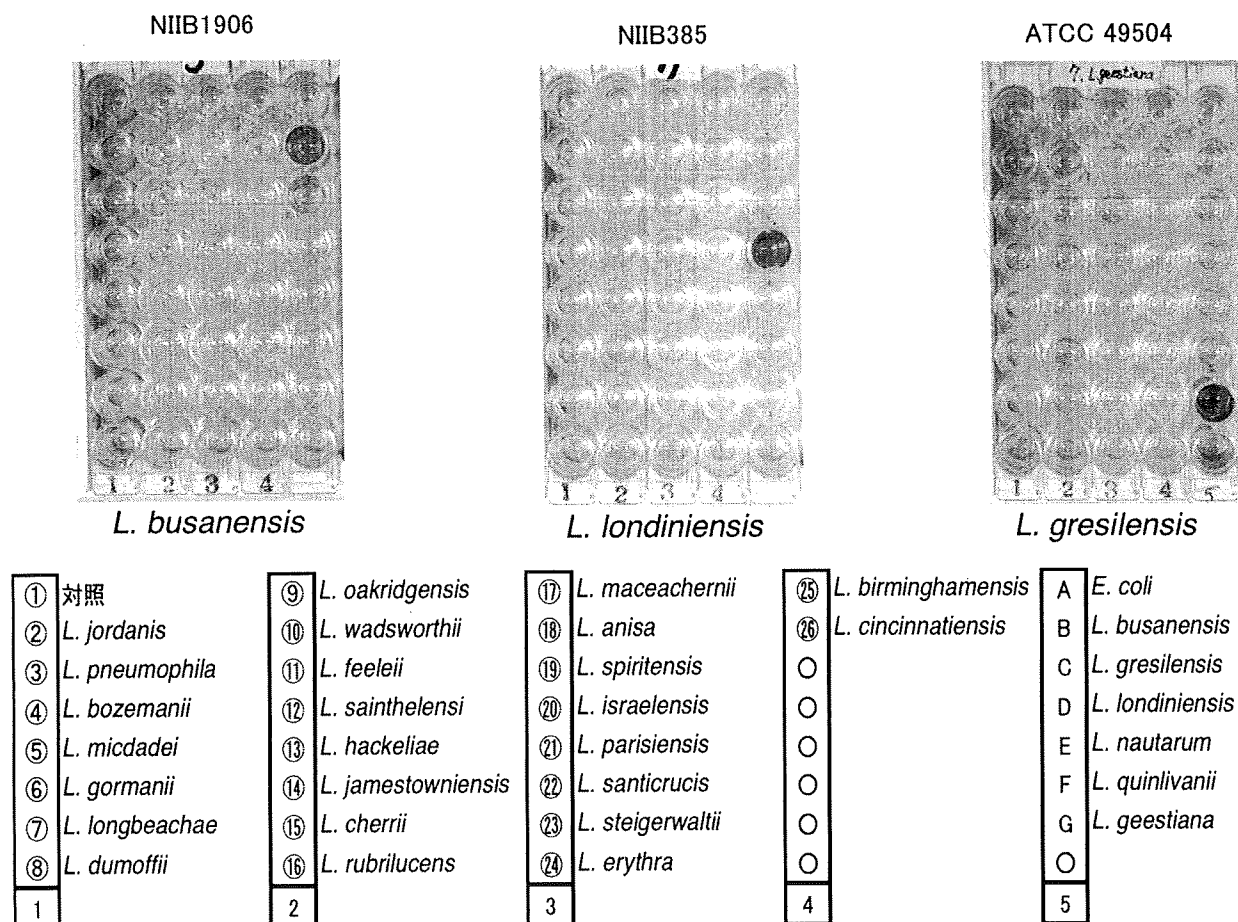 NIIB1906
NIIB385
ATCC 49504
7. L geestiana
1 2 3 4
1 2 3 4
1 2 3 4 5
L. busanensis
L. londiniensis
L. gresilensis
① 対照
② L. jordanis
③ L. pneumophila
④ L. bozemanii
⑤ L. micdadei
⑥ L. gormanii
⑦ L. longbeachae
⑧ L. dumoffii
1
⑨ L. oakridgensis
⑩ L. wadsworthii
⑪ L. feeleii
⑫ L. sainthelensi
⑬ L. hackeliae
⑭ L. jamestowniensis
⑮ L. cherrii
⑯ L. rubrilucens
2
⑰ L. maceachernii
⑱ L. anisa
⑲ L. spiritensis
⑳ L. israelensis
㉑ L. parisiensis
㉒ L. santicrucis
㉓ L. steigerwaltii
㉔ L. erythra
3
㉕ L. birminghamensis
㉖ L. cincinnatiensis
○
○
○
○
○
○
4
A E. coli
B L. busanensis
C L. gresilensis
D L. londiniensis
E L. nautarum
F L. quinlivanii
G L. geestiana
○
5